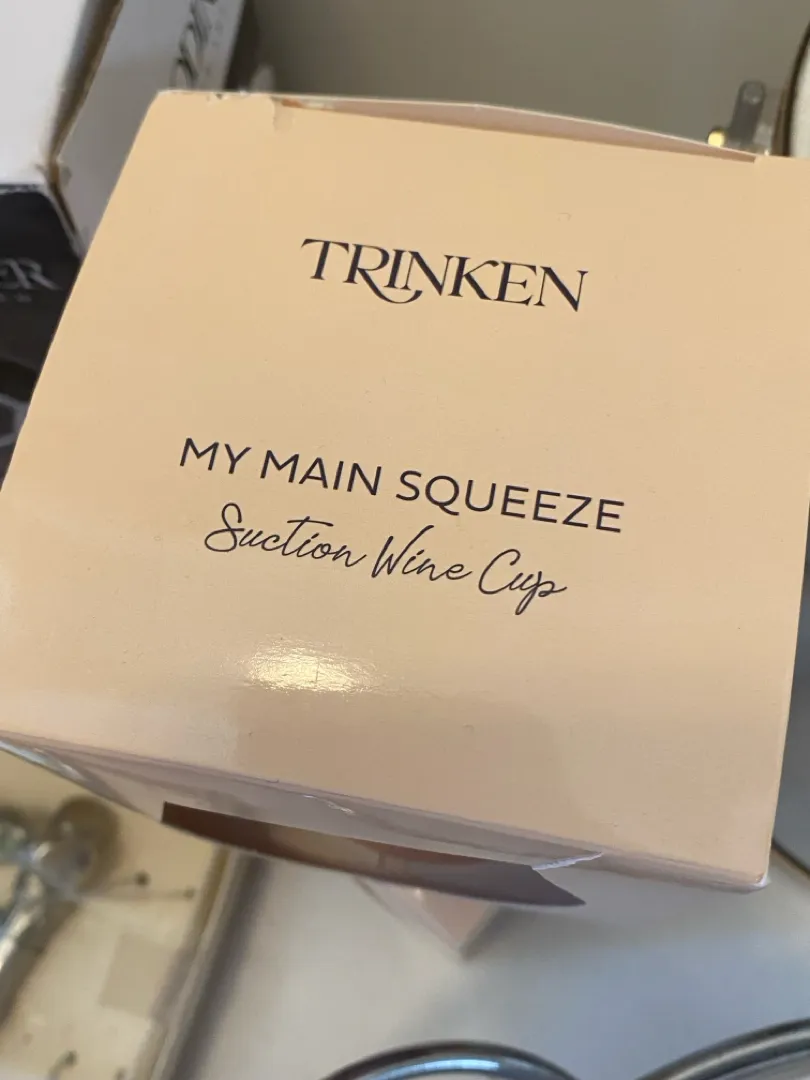 TRINKEN
MY MAIN SQUEEZE
Suction Wine Cup